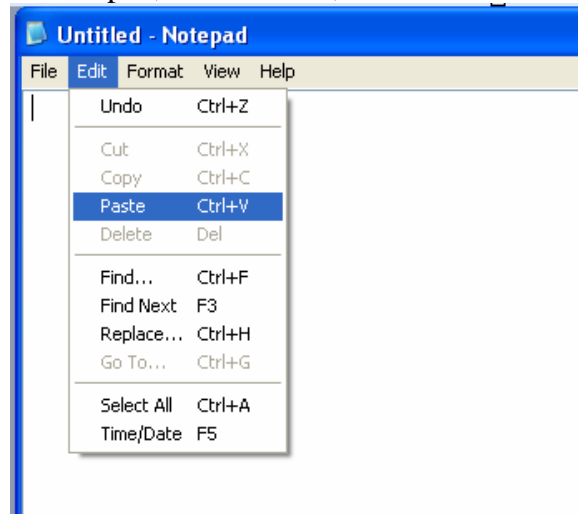 Untitled - Notepad
File Edit Format View Help
Undo Ctrl+Z
Cut Ctrl+X
Copy Ctrl+C
Paste Ctrl+V
Delete Del
Find... Ctrl+F
Find Next F3
Replace... Ctrl+H
Go To... Ctrl+G
Select All Ctrl+A
Time/Date F5